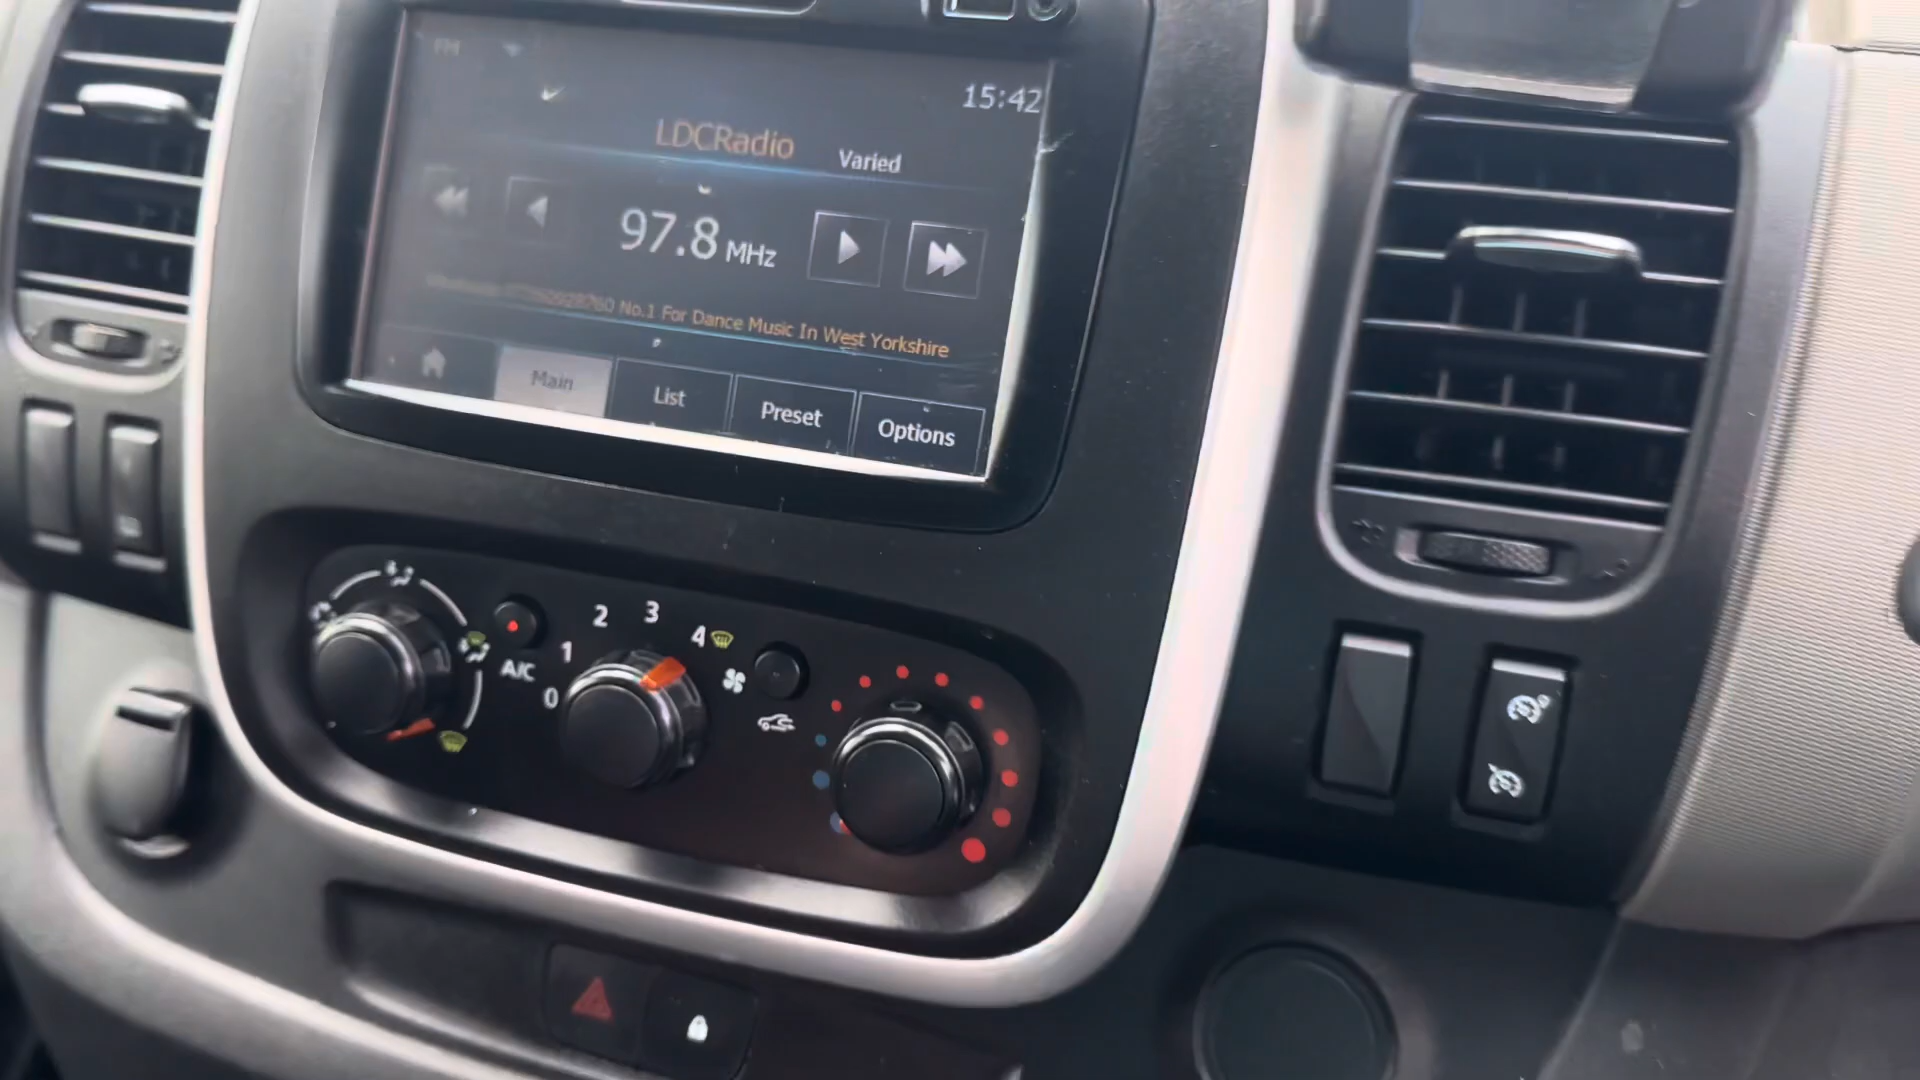 FM
15:42
LDCRadio
Varied
97.8 MHz
No.1 For Dance Music In West Yorkshire
Main
List
Preset
Options
A/C
0
1
2
3
4